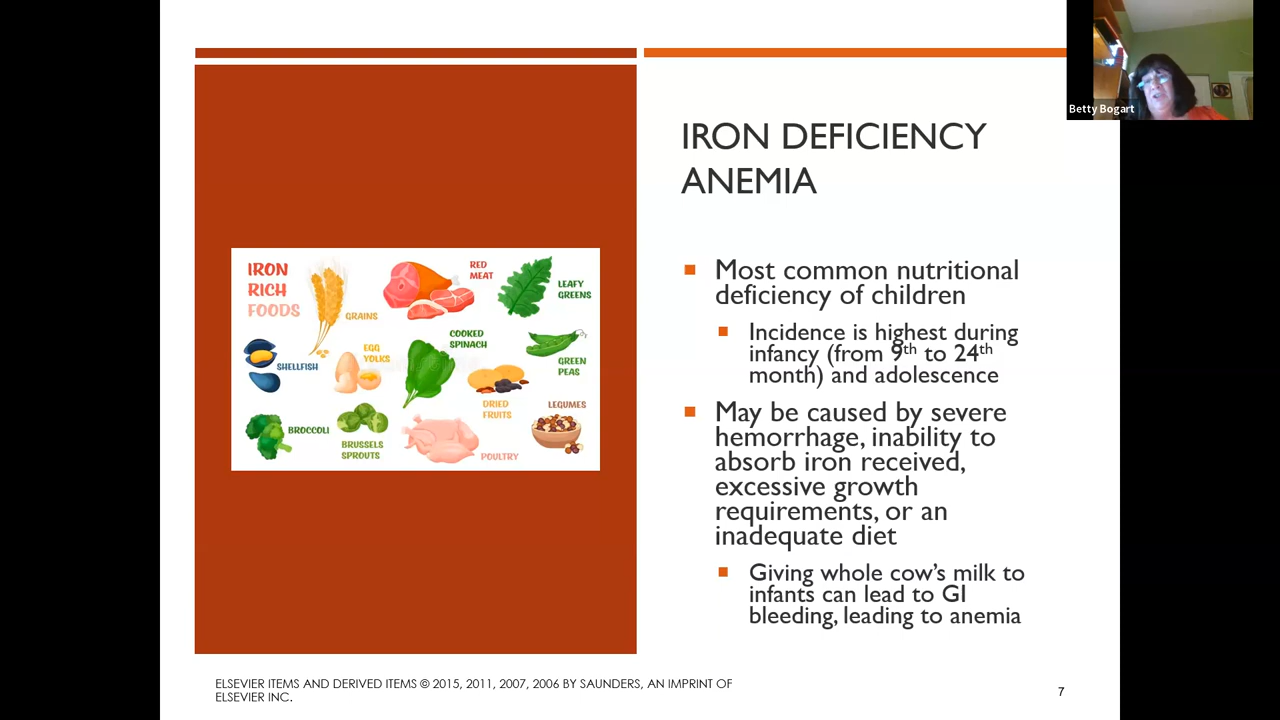 Betty Bogart
IRON DEFICIENCY
ANEMIA
IRON
RICH
FOODS
GRAINS
RED
MEAT
LEAFY
GREENS
SHELLFISH
EGG
YOLKS
COOKED
SPINACH
GREEN
PEAS
DRIED
FRUITS
LEGUMES
BROCCOLI
BRUSSELS
SPROUTS
POULTRY
Most common nutritional
deficiency of children
Incidence is highest during
infancy (from 9th to 24th
month) and adolescence
May be caused by severe
hemorrhage, inability to
absorb iron received,
excessive growth
requirements, or an
inadequate diet
Giving whole cow’s milk to
infants can lead to GI
bleeding, leading to anemia
ELSEVIER ITEMS AND DERIVED ITEMS © 2015, 2011, 2007, 2006 BY SAUNDERS, AN IMPRINT OF
ELSEVIER INC.
7